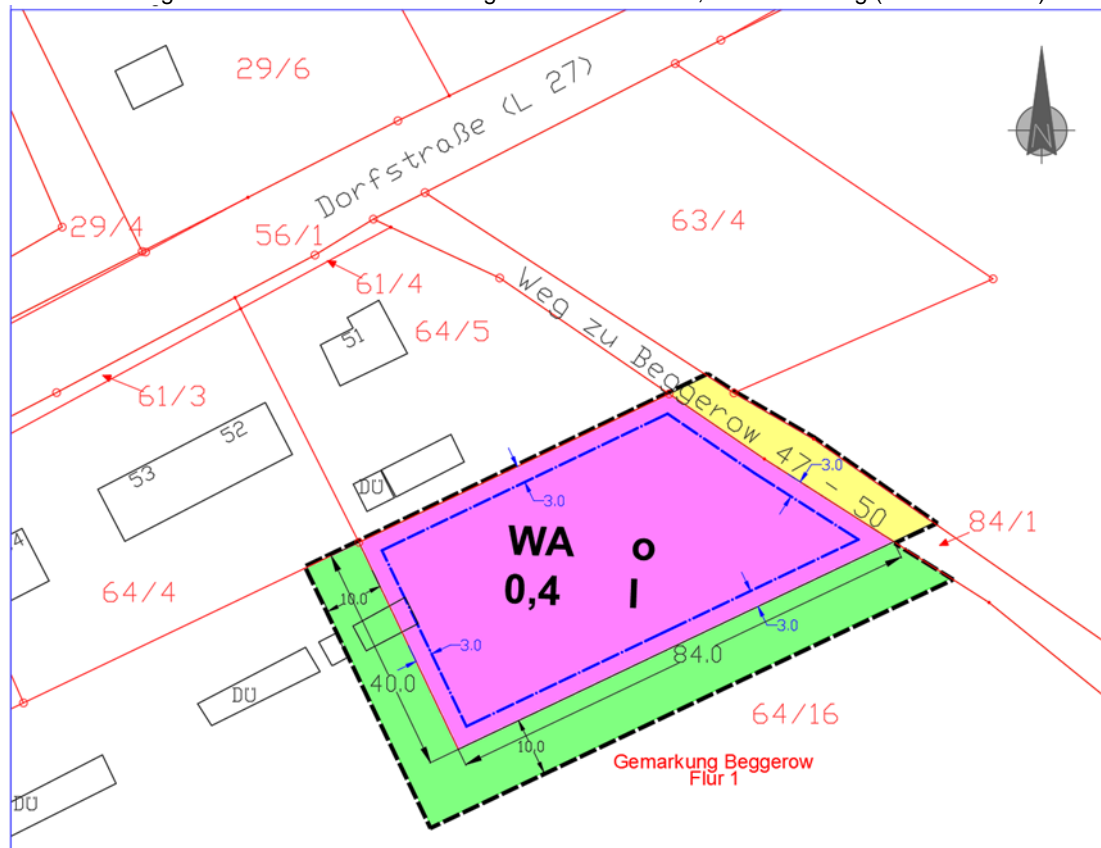 29/6
Dorfstraße (L 27)
N
29/4
56/1
63/4
61/4
51
64/5
Weg zu Beggerow 47 - 50
61/3
52
53
DU
3.0
3.0
84/1
WA o
0,4 I
64/4
10.0
3.0
3.0
40.0
84.0
DU
64/16
10.0
Gemarkung Beggerow
Flur 1
DU